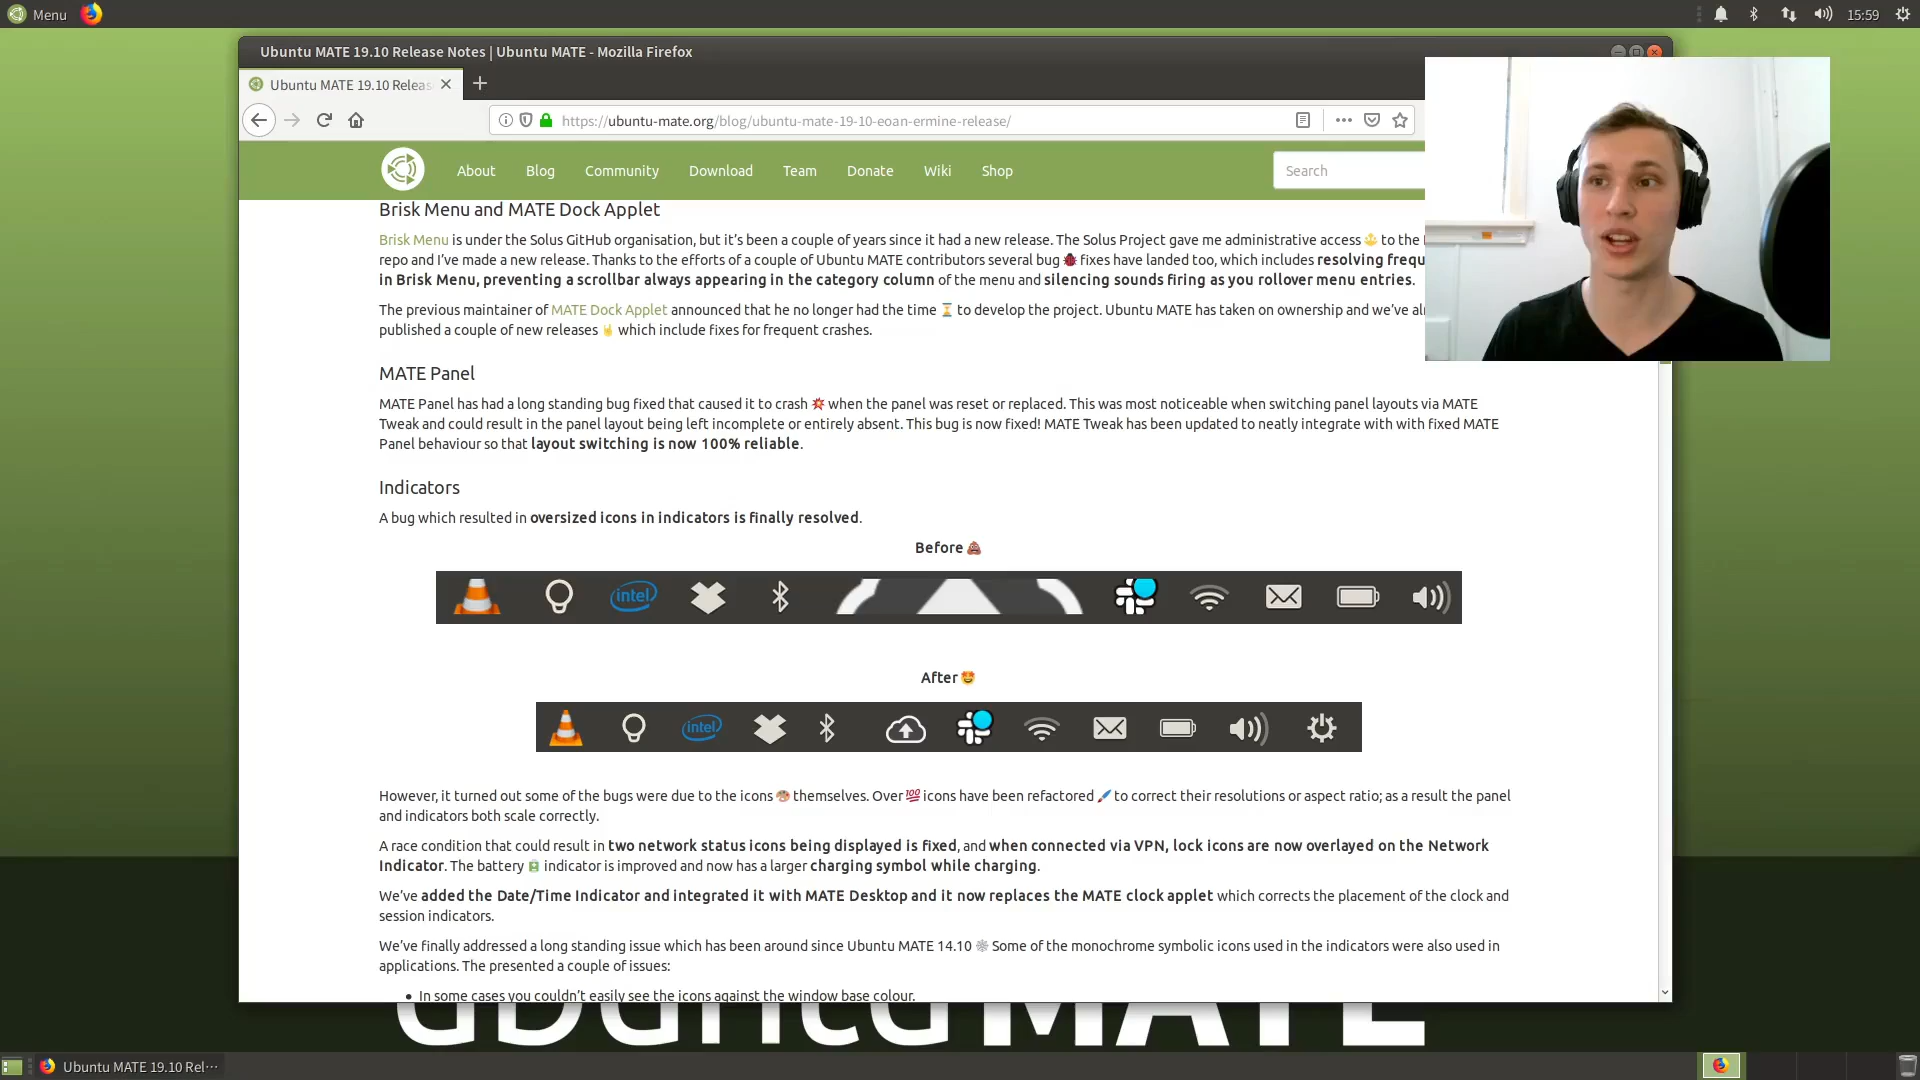 Menu
15:59
Ubuntu MATE 19.10 Release Notes | Ubuntu MATE - Mozilla Firefox
Ubuntu MATE 19.10 Releas
https://ubuntu-mate.org/blog/ubuntu-mate-19-10-eoan-ermine-release/
About Blog Community Download Team Donate Wiki Shop
Search
Brisk Menu and MATE Dock Applet
Brisk Menu is under the Solus GitHub organisation, but it's been a couple of years since it had a new release. The Solus Project gave me administrative access to the
repo and I've made a new release. Thanks to the efforts of a couple of Ubuntu MATE contributors several bug fixes have landed too, which includes resolving frequ
in Brisk Menu, preventing a scrollbar always appearing in the category column of the menu and silencing sounds firing as you rollover menu entries.
The previous maintainer of MATE Dock Applet announced that he no longer had the time to develop the project. Ubuntu MATE has taken on ownership and we've al
published a couple of new releases which include fixes for frequent crashes.
MATE Panel
MATE Panel has had a long standing bug fixed that caused it to crash when the panel was reset or replaced. This was most noticeable when switching panel layouts via MATE
Tweak and could result in the panel layout being left incomplete or entirely absent. This bug is now fixed! MATE Tweak has been updated to neatly integrate with with fixed MATE
Panel behaviour so that layout switching is now 100% reliable.
Indicators
A bug which resulted in oversized icons in indicators is finally resolved.
Before
intel
After
intel
However, it turned out some of the bugs were due to the icons themselves. Over 100 icons have been refactored to correct their resolutions or aspect ratio; as a result the panel
and indicators both scale correctly.
A race condition that could result in two network status icons being displayed is fixed, and when connected via VPN, lock icons are now overlayed on the Network
Indicator. The battery indicator is improved and now has a larger charging symbol while charging.
We've added the Date/Time Indicator and integrated it with MATE Desktop and it now replaces the MATE clock applet which corrects the placement of the clock and
session indicators.
We've finally addressed a long standing issue which has been around since Ubuntu MATE 14.10 Some of the monochrome symbolic icons used in the indicators were also used in
applications. The presented a couple of issues:
• In some cases you couldn't easily see the icons against the window base colour.
ubuntu MATE
Ubuntu MATE 19.10 Rel···